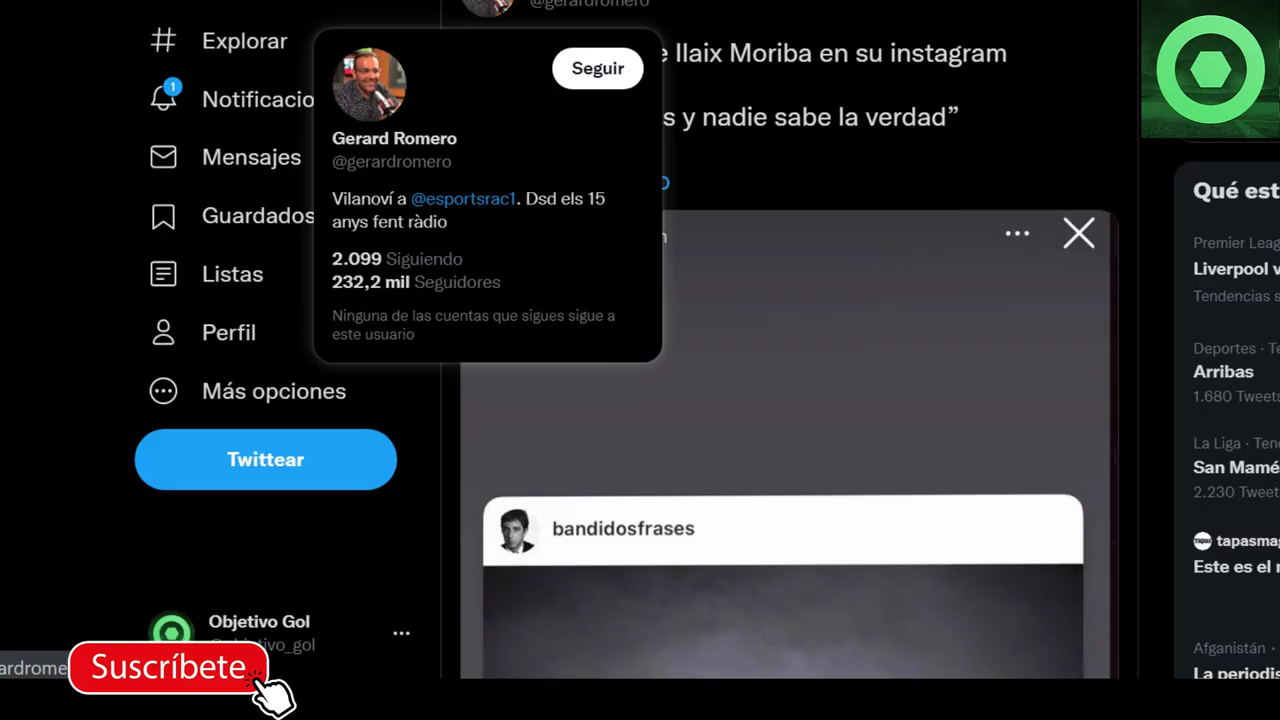 @gerardromero
Explorar
1
Notificacio
Mensajes
Guardados
Listas
Perfil
Más opciones
Twittear
Objetivo Gol
Suscríbete
Seguir
Gerard Romero
@gerardromero
Vilanoví a @esportsrac1. Dsd els 15
anys fent ràdio
2.099 Siguiendo
232,2 mil Seguidores
Ninguna de las cuentas que sigues sigue a
este usuario
e Ilaix Moriba en su instagram
s y nadie sabe la verdad”
bandidosfrases
Qué est
Premier Leag
Liverpool v
Tendencias s
Deportes · Te
Arribas
1.680 Tweets
La Liga · Tend
San Mamé
2.230 Tweet
tapasmag
Este es el r
Afganistán ·
La periodis